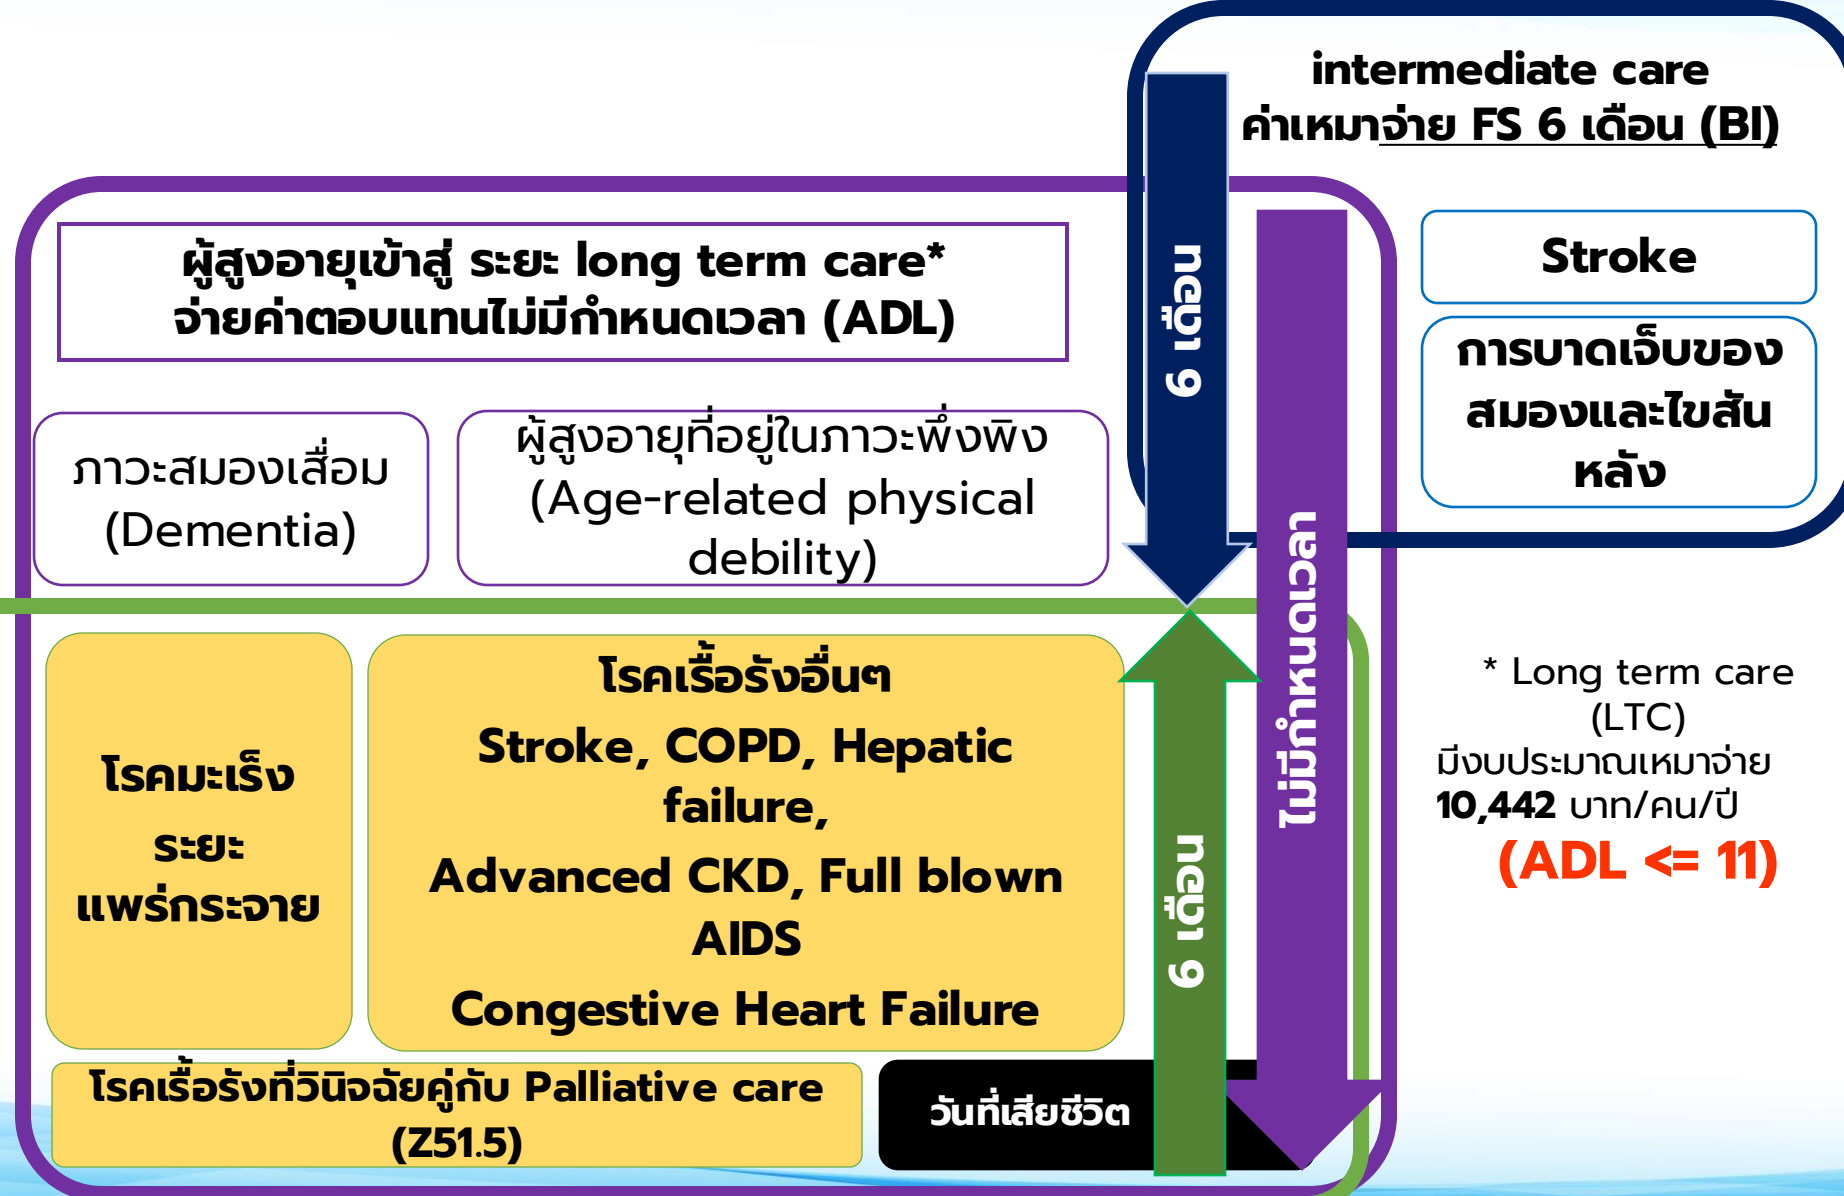 intermediate care
ค่าเหมาจ่าย FS 6 เดือน (BI)
ผู้สูงอายุเข้าสู่ ระยะ long term care*
จ่ายค่าตอบแทนไม่มีกำหนดเวลา (ADL)
6 เดือน
Stroke
การบาดเจ็บของ
สมองและไขสัน
หลัง
ภาวะสมองเสื่อม
(Dementia)
ผู้สูงอายุที่อยู่ในภาวะพึ่งพิง
(Age-related physical
debility)
ไม่มีกำหนดเวลา
โรคมะเร็ง
ระยะ
แพร่กระจาย
โรคเรื้อรังอื่นๆ
Stroke, COPD, Hepatic
failure,
Advanced CKD, Full blown
AIDS
Congestive Heart Failure
6 เดือน
* Long term care
(LTC)
มีงบประมาณเหมาจ่าย
10,442 บาท/คน/ปี
(ADL <= 11)
โรคเรื้อรังที่วินิจฉัยคู่กับ Palliative care
(Z51.5)
วันที่เสียชีวิต